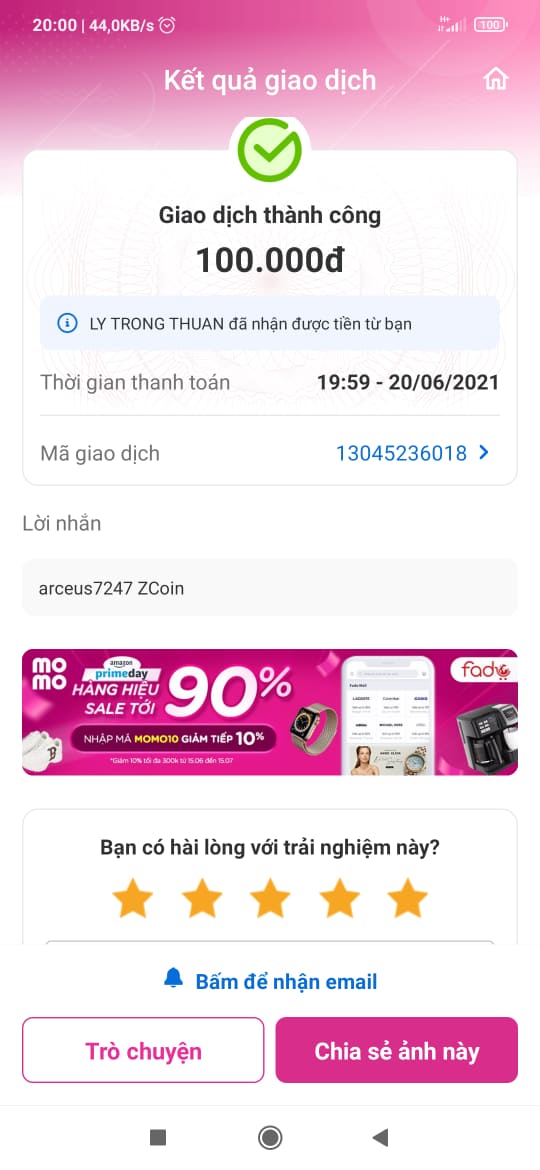 20:00 | 44,0KB/s
H+
100
Kết quả giao dịch
Giao dịch thành công
100.000đ
LY TRONG THUAN đã nhận được tiền từ bạn
Thời gian thanh toán 19:59 - 20/06/2021
Mã giao dịch 13045236018
Lời nhắn
arceus7247 ZCoin
mo
mo
amazon
primeday
HÀNG HIỆU
SALE TỚI
90%
NHẬP MÃ MOMO10 GIẢM TIẾP 10%
*Giảm 10% tối đa 300k từ 15.06 đến 15.07
fado
Bạn có hài lòng với trải nghiệm này?
Bấm để nhận email
Trò chuyện
Chia sẻ ảnh này